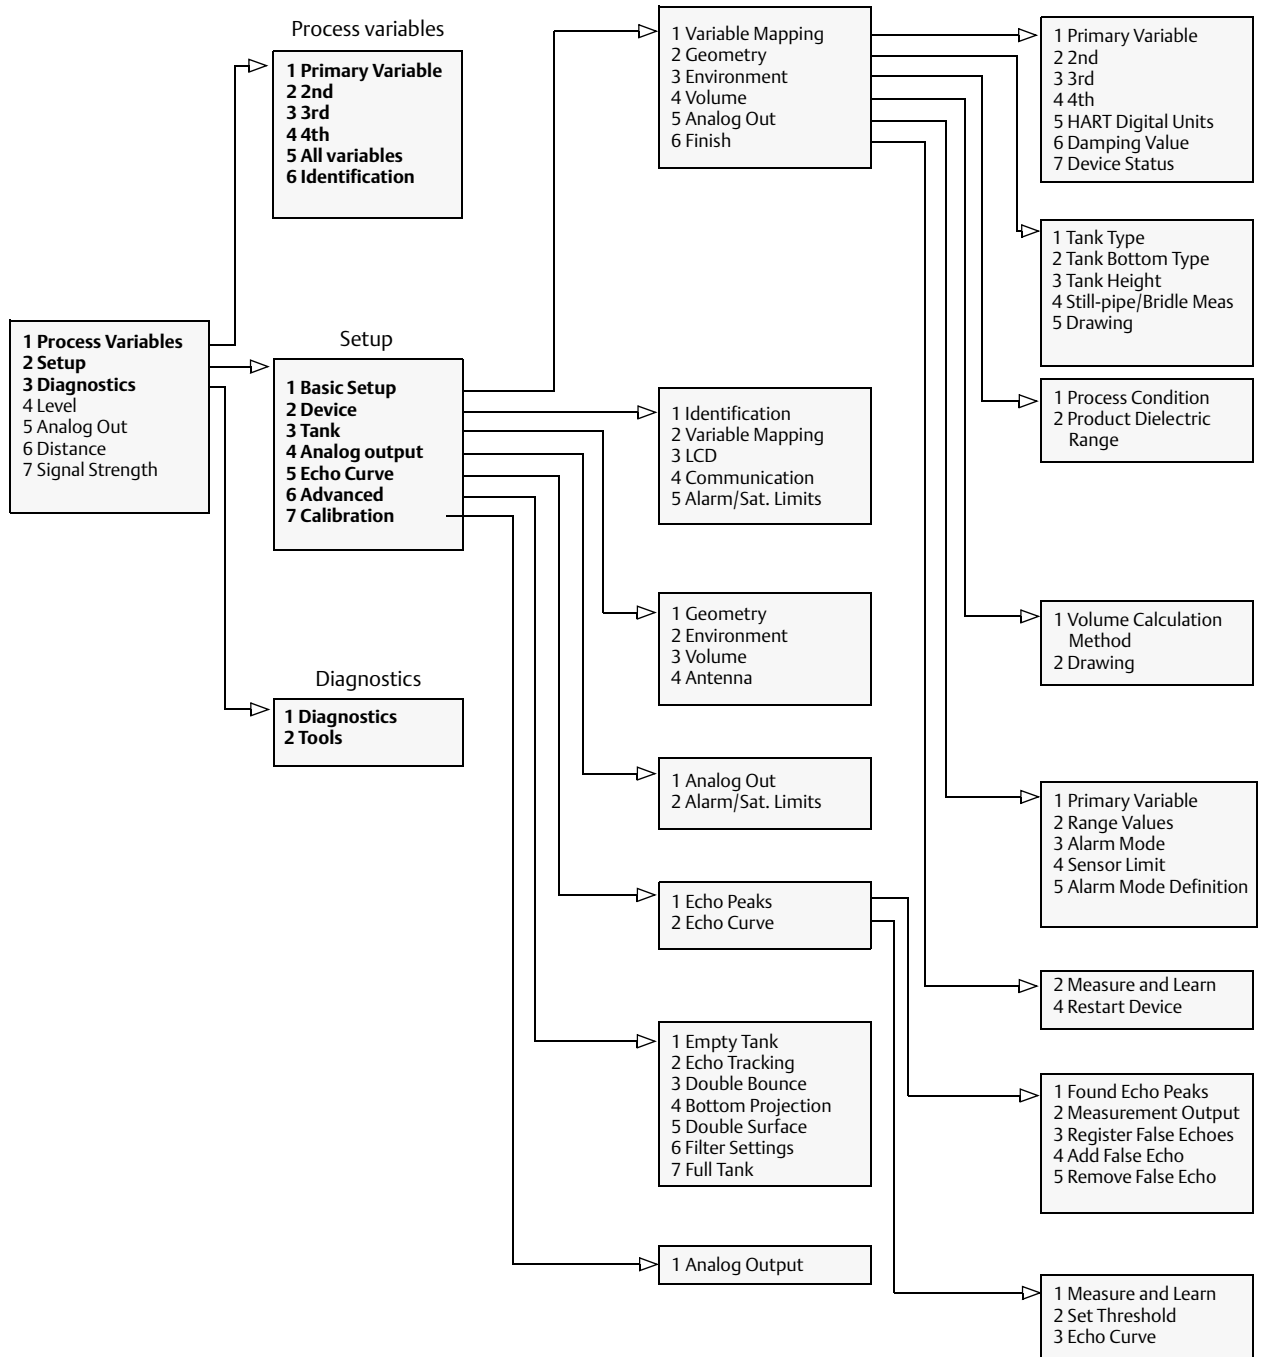 Process variables
1 Primary Variable
2 2nd
3 3rd
4 4th
5 All variables
6 Identification
1 Process Variables
2 Setup
3 Diagnostics
4 Level
5 Analog Out
6 Distance
7 Signal Strength
Setup
1 Basic Setup
2 Device
3 Tank
4 Analog output
5 Echo Curve
6 Advanced
7 Calibration
Diagnostics
1 Diagnostics
2 Tools
1 Variable Mapping
2 Geometry
3 Environment
4 Volume
5 Analog Out
6 Finish
1 Identification
2 Variable Mapping
3 LCD
4 Communication
5 Alarm/Sat. Limits
1 Geometry
2 Environment
3 Volume
4 Antenna
1 Analog Out
2 Alarm/Sat. Limits
1 Echo Peaks
2 Echo Curve
1 Empty Tank
2 Echo Tracking
3 Double Bounce
4 Bottom Projection
5 Double Surface
6 Filter Settings
7 Full Tank
1 Analog Output
1 Primary Variable
2 2nd
3 3rd
4 4th
5 HART Digital Units
6 Damping Value
7 Device Status
1 Tank Type
2 Tank Bottom Type
3 Tank Height
4 Still-pipe/Bridle Meas
5 Drawing
1 Process Condition
2 Product Dielectric
Range
1 Volume Calculation
Method
2 Drawing
1 Primary Variable
2 Range Values
3 Alarm Mode
4 Sensor Limit
5 Alarm Mode Definition
2 Measure and Learn
4 Restart Device
1 Found Echo Peaks
2 Measurement Output
3 Register False Echoes
4 Add False Echo
5 Remove False Echo
1 Measure and Learn
2 Set Threshold
3 Echo Curve